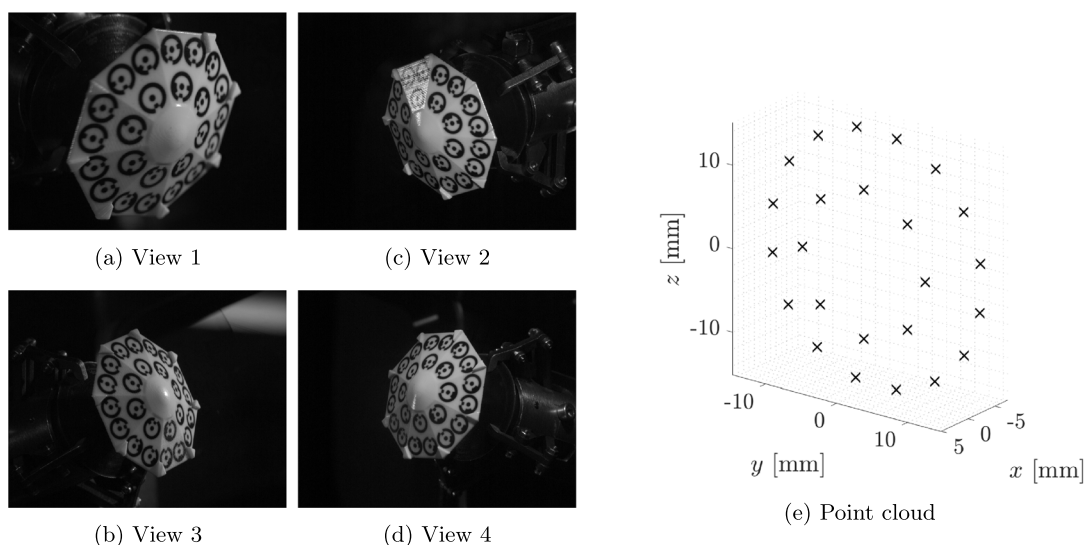 (a) View 1
(c) View 2
(b) View 3
(d) View 4
10
0
-10
z [mm]
-10
0
10
y [mm]
5
0
-5
x [mm]
(e) Point cloud